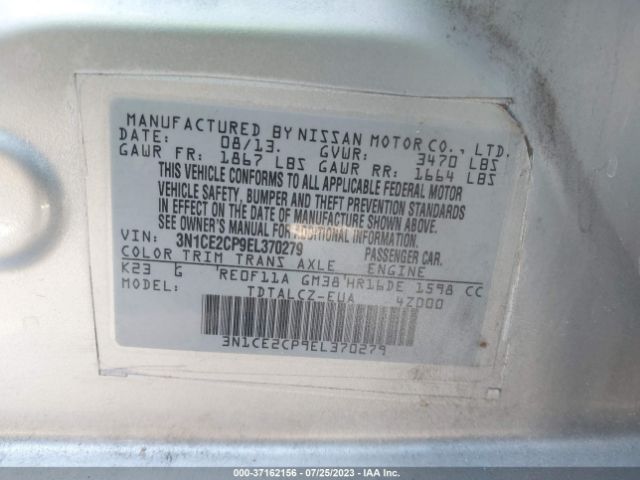 MANUFACTURED BY NISSAN MOTOR CO., LTD.
DATE: 08/13. GVWR: 3470 LBS
GAWR FR: 1867 LBS GAWR RR: 1664 LBS
THIS VEHICLE CONFORMS TO ALL APPLICABLE FEDERAL MOTOR
VEHICLE SAFETY, BUMPER AND THEFT PREVENTION STANDARDS
IN EFFECT ON THE DATE OF MANUFACTURE SHOWN ABOVE.
SEE OWNER'S MANUAL FOR ADDITIONAL INFORMATION.
VIN: 3N1CE2CP9EL370279 PASSENGER CAR.
COLOR TRIM TRANS AXLE ENGINE
K23 G RE0F11A GM38 HR16DE 1598 CC
MODEL: TDTALCZ-EUA 4Z000
3N1CE2CP9EL370279
000-37162156 - 07/25/2023 - IAA Inc.